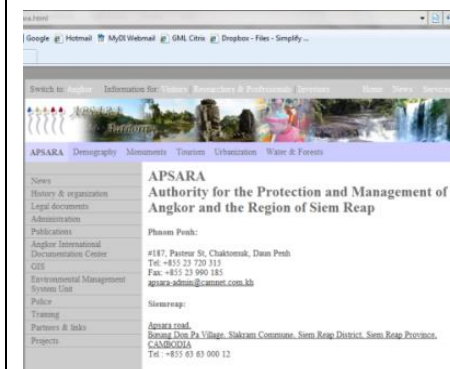 Google Hotmail MyOI Webmail GML Citrix Dropbox - Files - Simplify ...
Switch to: Angkor Information for: Visitors | Researchers & Professionals | Investors Home News Services
APSARA
APSARA Demography Monuments Tourism Urbanization Water & Forests
News
History & organization
Legal documents
Administration
Publications
Angkor International
Documentation Center
GIS
Environmental Management
System Unit
Police
Training
Partners & links
Projects
APSARA
Authority for the Protection and Management of
Angkor and the Region of Siem Reap
Phnom Penh:
#187, Pasteur St, Chaktomuk, Daun Penh
Tel: +855 23 720 315
Fax: +855 23 990 185
apsara-admin@camnet.com.kh
Siemreap:
Apsara road,
Bondang Don Pa Village, Slakram Commune, Siem Reap District, Siem Reap Province,
CAMBODIA
Tel : +855 63 63 000 12